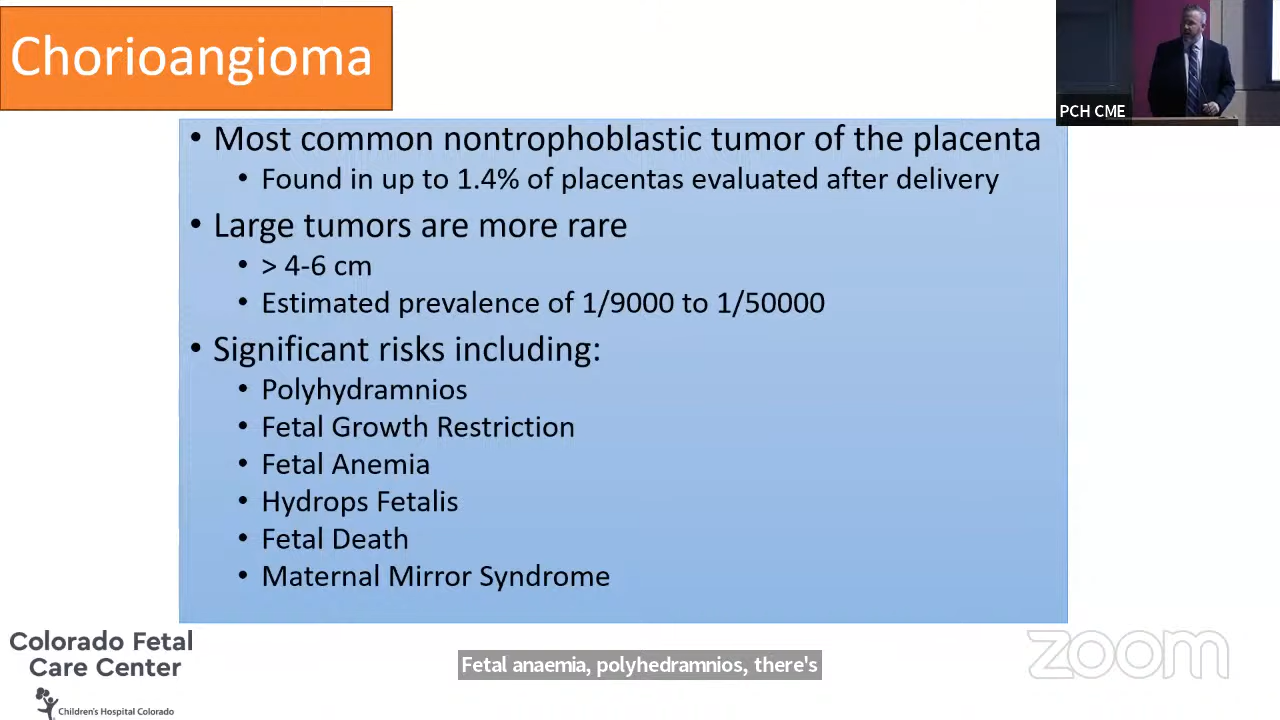 Chorioangioma
PCH CME
• Most common nontrophoblastic tumor of the placenta
• Found in up to 1.4% of placentas evaluated after delivery
• Large tumors are more rare
• > 4-6 cm
• Estimated prevalence of 1/9000 to 1/50000
• Significant risks including:
• Polyhydramnios
• Fetal Growth Restriction
• Fetal Anemia
• Hydrops Fetalis
• Fetal Death
• Maternal Mirror Syndrome
Colorado Fetal
Care Center
Children's Hospital Colorado
Fetal anaemia, polyhedramnios, there's
zoom